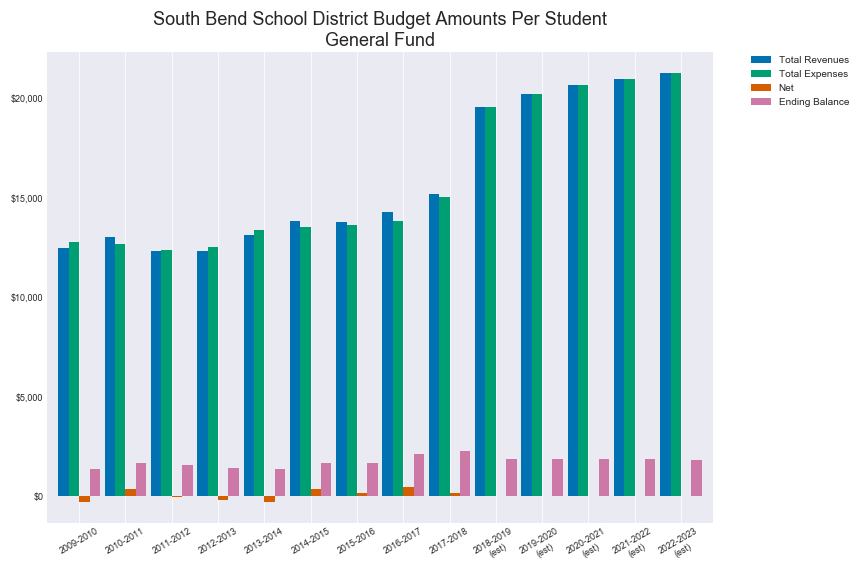 South Bend School District Budget Amounts Per Student
General Fund
Total Revenues
Total Expenses
Net
Ending Balance
$20,000
$15,000
$10,000
$5,000
$0
2009-2010
2010-2011
2011-2012
2012-2013
2013-2014
2014-2015
2015-2016
2016-2017
2017-2018
2018-2019
(est)
2019-2020
(est)
2020-2021
(est)
2021-2022
(est)
2022-2023
(est)